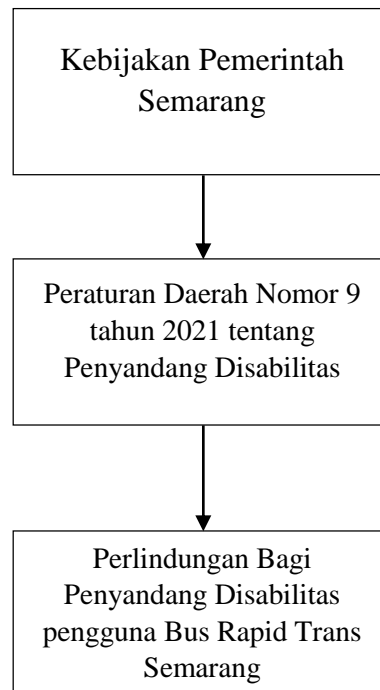 Kebijakan Pemerintah
Semarang
Peraturan Daerah Nomor 9
tahun 2021 tentang
Penyandang Disabilitas
Perlindungan Bagi
Penyandang Disabilitas
pengguna Bus Rapid Trans
Semarang